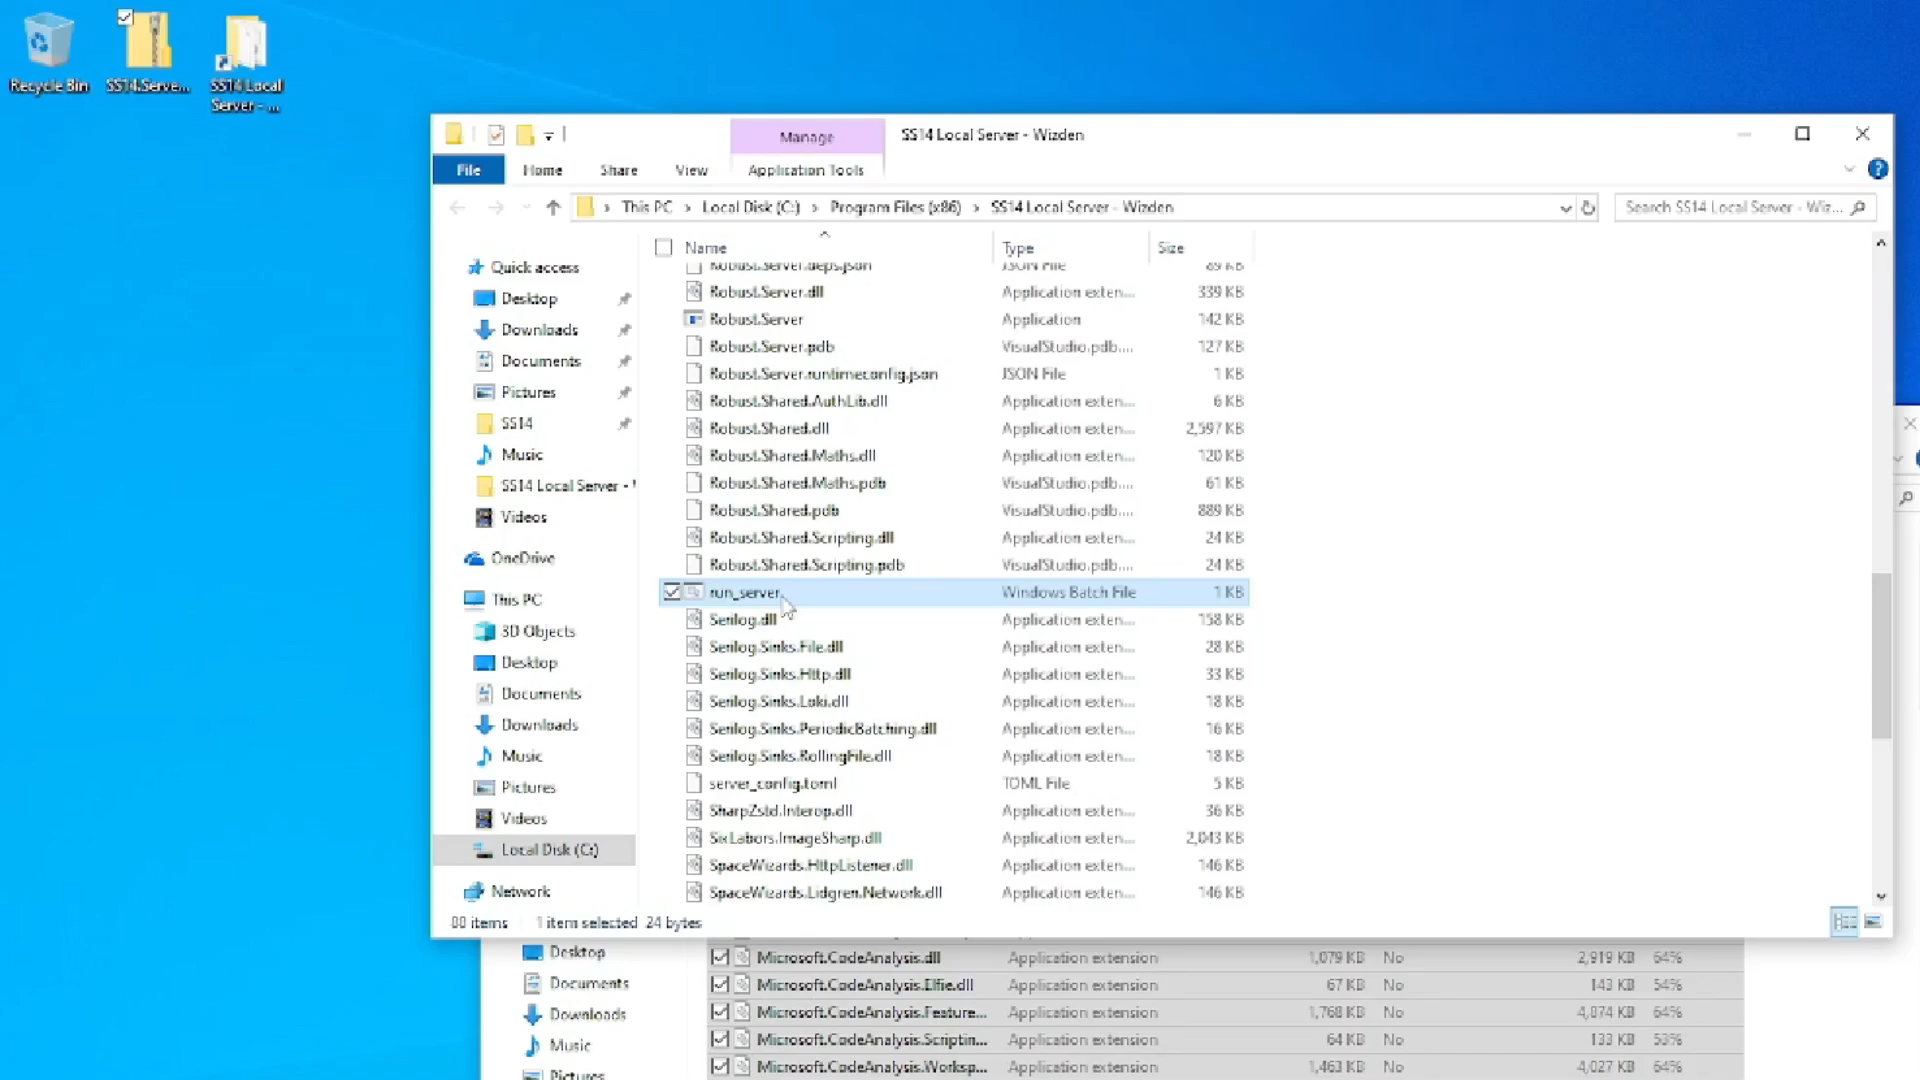 Recycle Bin
SS14.Serve...
SS14 Local
Server - ...
Manage
SS14 Local Server - Wizden
File
Home
Share
View
Application Tools
This PC
Local Disk (C:)
Program Files (x86)
SS14 Local Server - Wizden
Search SS14 Local Server - Wiz...
Name
Type
Size
Quick access
Desktop
Downloads
Documents
Pictures
SS14
Music
SS14 Local Server -
Videos
OneDrive
This PC
3D Objects
Desktop
Documents
Downloads
Music
Pictures
Videos
Local Disk (C:)
Network
Robust.Server.deps.json JSON File 89 KB
Robust.Server.dll Application exten... 339 KB
Robust.Server Application 142 KB
Robust.Server.pdb VisualStudio.pdb.... 127 KB
Robust.Server.runtimeconfig.json JSON File 1 KB
Robust.Shared.AuthLib.dll Application exten... 6 KB
Robust.Shared.dll Application exten... 2,597 KB
Robust.Shared.Maths.dll Application exten... 120 KB
Robust.Shared.Maths.pdb VisualStudio.pdb.... 61 KB
Robust.Shared.pdb VisualStudio.pdb.... 889 KB
Robust.Shared.Scripting.dll Application exten... 24 KB
Robust.Shared.Scripting.pdb VisualStudio.pdb.... 24 KB
run_server Windows Batch File 1 KB
Serilog.dll Application exten... 158 KB
Serilog.Sinks.File.dll Application exten... 28 KB
Serilog.Sinks.Http.dll Application exten... 33 KB
Serilog.Sinks.Loki.dll Application exten... 18 KB
Serilog.Sinks.PeriodicBatching.dll Application exten... 16 KB
Serilog.Sinks.RollingFile.dll Application exten... 18 KB
server_config.toml TOML File 5 KB
SharpZstd.Interop.dll Application exten... 36 KB
SixLabors.ImageSharp.dll Application exten... 2,043 KB
SpaceWizards.HttpListener.dll Application exten... 146 KB
SpaceWizards.Lidgren.Network.dll Application exten... 146 KB
88 items 1 item selected 24 bytes
Desktop
Documents
Downloads
Music
Pictures
Microsoft.CodeAnalysis.dll Application extension 1,079 KB No 2,919 KB 64%
Microsoft.CodeAnalysis.Elfie.dll Application extension 67 KB No 143 KB 54%
Microsoft.CodeAnalysis.Feature... Application extension 1,768 KB No 4,874 KB 64%
Microsoft.CodeAnalysis.Scriptin... Application extension 64 KB No 133 KB 53%
Microsoft.CodeAnalysis.Worksp... Application extension 1,463 KB No 4,027 KB 64%